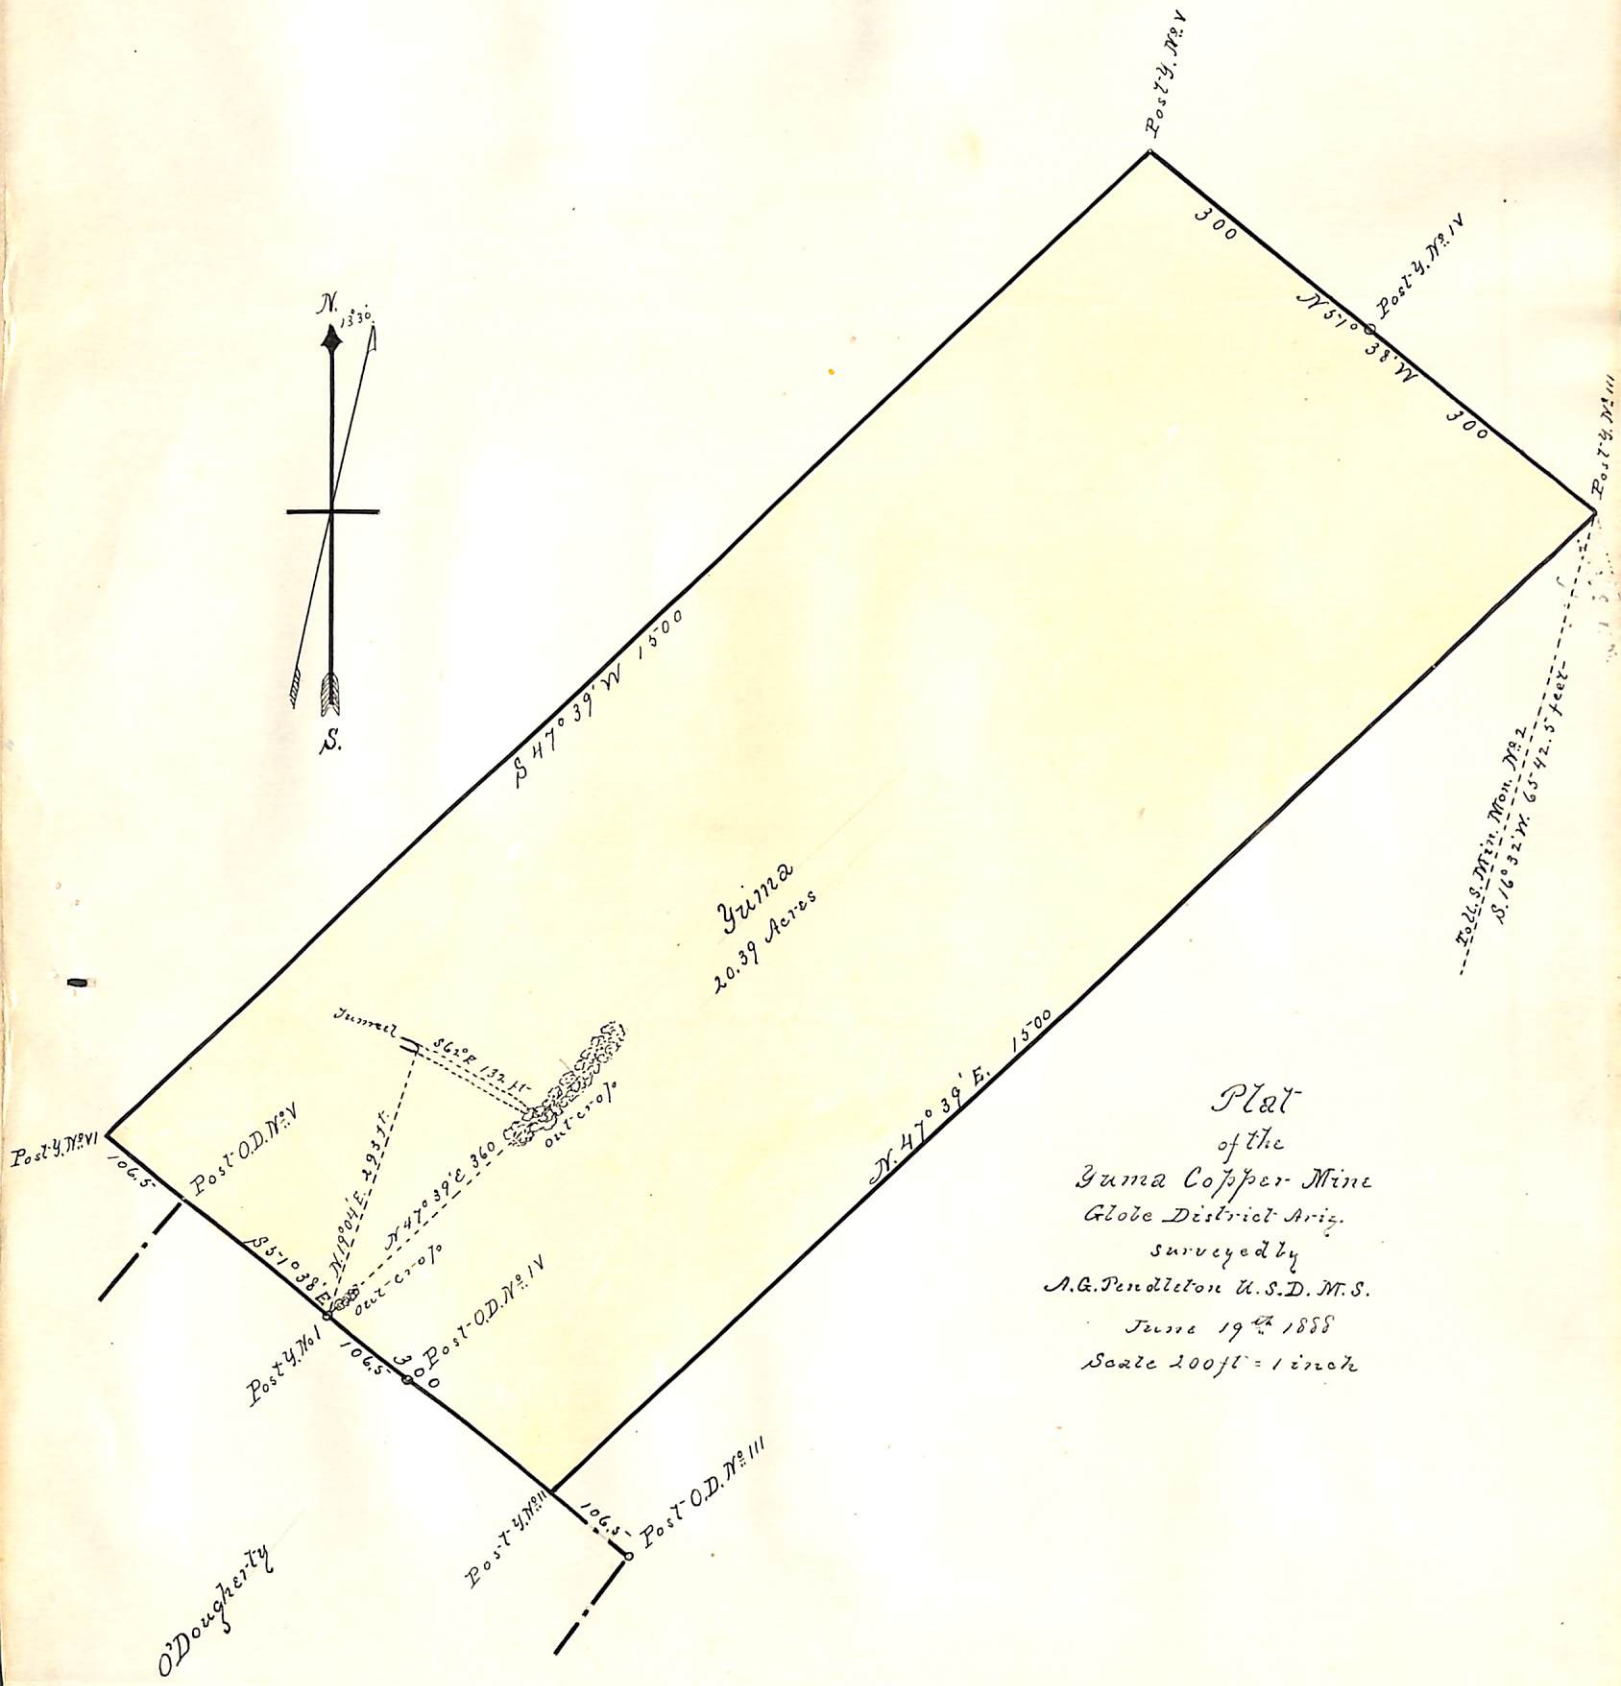 Post Y. No. V
300
Post Y. No. IV
N 51° 38' W
300
Post Y. No. III
N.
13°30'
S.
S 47° 39' W 1500
To U.S. Min. Mon. No. 2
S. 16° 32' W. 6542.5 feet
Yuma
20.39 Acres
Tunnel
S 62° E 132 ft
out-crop
N. 47° 39' E. 1500
Post Y. No. VI
106.5
Post O.D. No. V
S 51° 38' E
N. 19° 04' E. 293 ft.
N 47° 39' E 360
out-crop
Post Y. No 1
106.5
300
Post O.D. No. IV
Post Y. No. II
106.5
Post O.D. No. III
O'Dougherty
Plat
of the
Yuma Copper Mine
Globe District Ariz.
surveyed by
A.G. Pendleton U.S.D.M.S.
June 19th 1888
Scale 200 ft = 1 inch